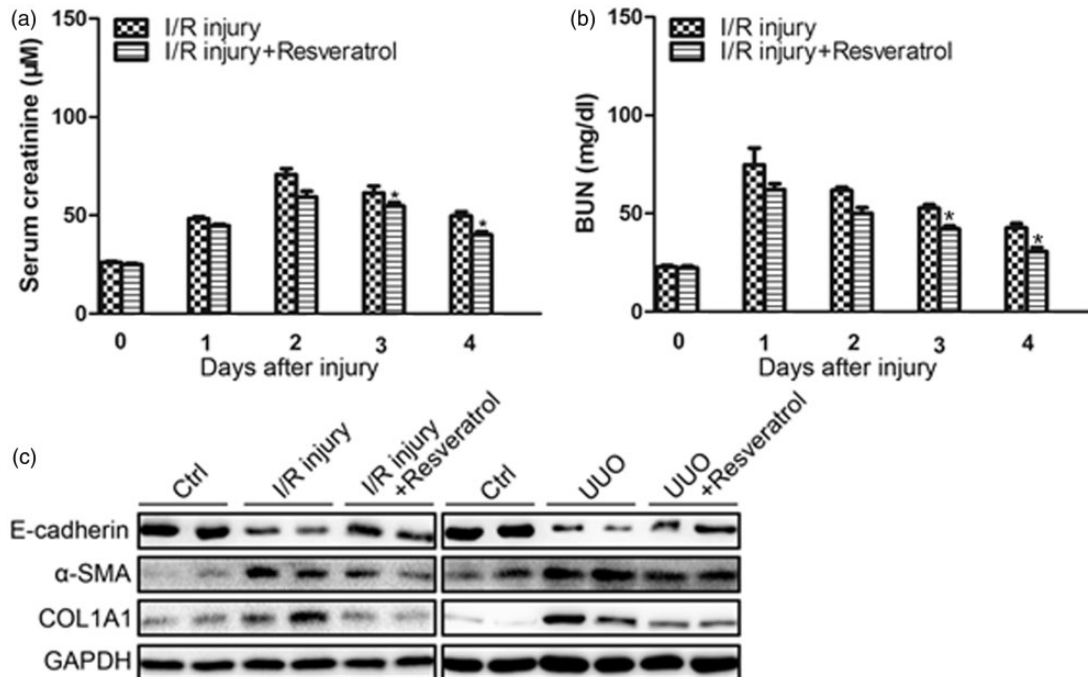 (a)
150
I/R injury
I/R injury+Resveratrol
100
50
0
Serum creatinine (µM)
*
*
0 1 2 3 4
Days after injury
(b)
150
I/R injury
I/R injury+Resveratrol
100
50
0
BUN (mg/dl)
*
*
0 1 2 3 4
Days after injury
(c)
Ctrl
I/R injury
I/R injury
+Resveratrol
Ctrl
UUO
UUO
+Resveratrol
E-cadherin
α-SMA
COL1A1
GAPDH